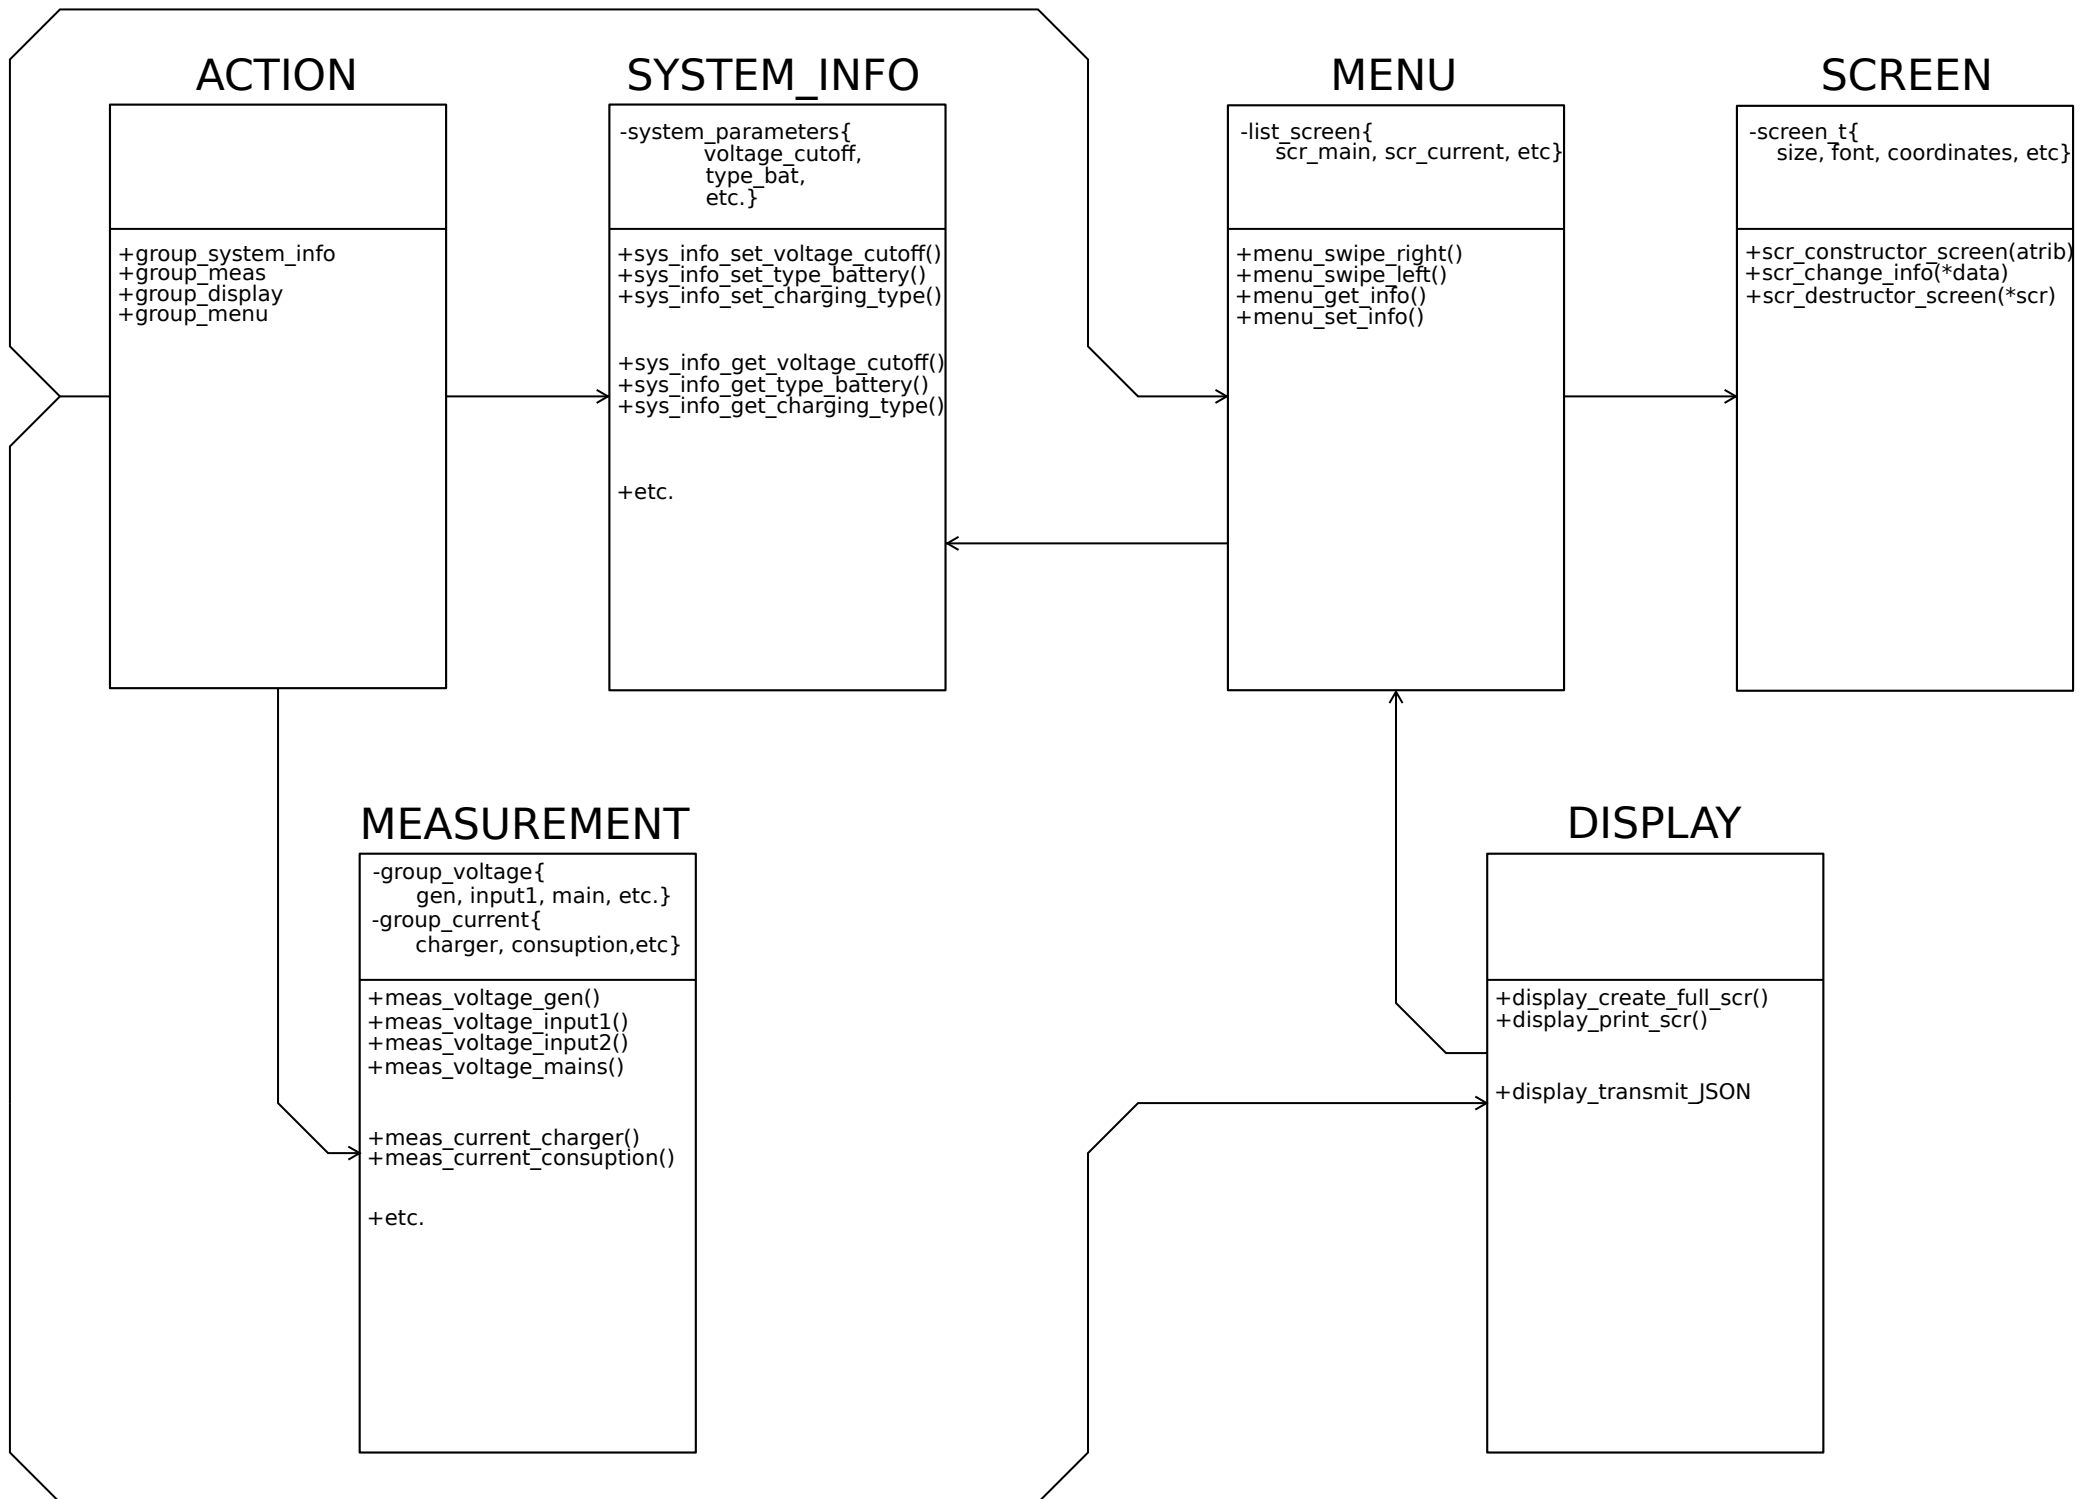 ACTION
+group_system_info
+group_meas
+group_display
+group_menu
SYSTEM_INFO
-system_parameters{
voltage_cutoff,
type_bat,
etc.}
+sys_info_set_voltage_cutoff()
+sys_info_set_type_battery()
+sys_info_set_charging_type()
+sys_info_get_voltage_cutoff()
+sys_info_get_type_battery()
+sys_info_get_charging_type()
+etc.
MENU
-list_screen{
scr_main, scr_current, etc}
+menu_swipe_right()
+menu_swipe_left()
+menu_get_info()
+menu_set_info()
SCREEN
-screen_t{
size, font, coordinates, etc}
+scr_constructor_screen(atrib)
+scr_change_info(*data)
+scr_destructor_screen(*scr)
MEASUREMENT
-group_voltage{
gen, input1, main, etc.}
-group_current{
charger, consuption,etc}
+meas_voltage_gen()
+meas_voltage_input1()
+meas_voltage_input2()
+meas_voltage_mains()
+meas_current_charger()
+meas_current_consuption()
+etc.
DISPLAY
+display_create_full_scr()
+display_print_scr()
+display_transmit_JSON